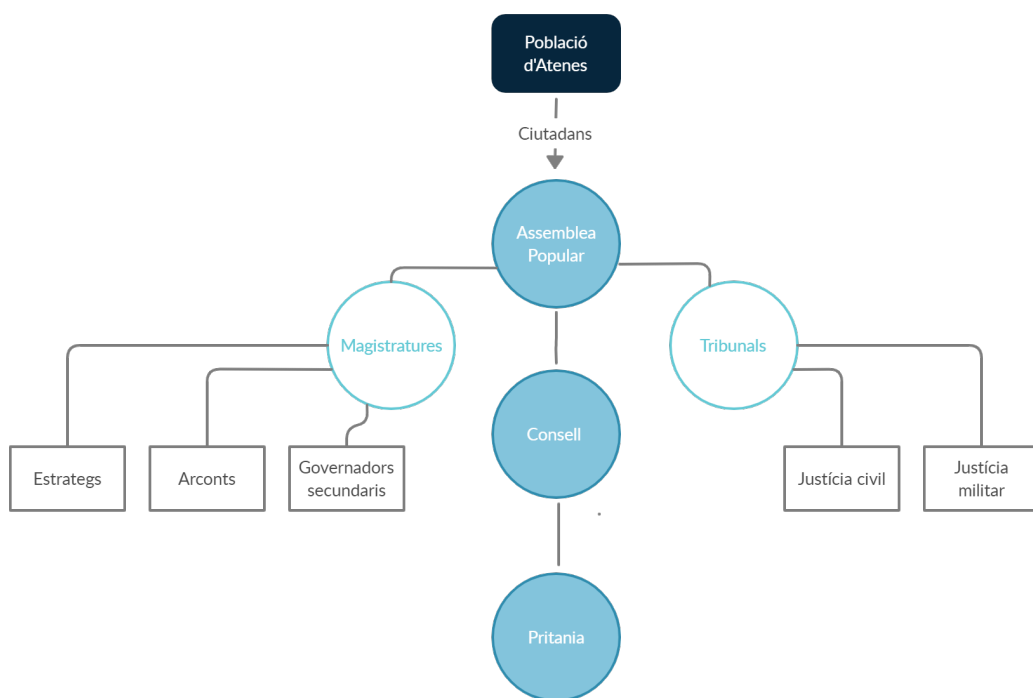 Població
d'Atenes
Ciutadans
Assemblea
Popular
Magistratures
Tribunals
Consell
Estrategs
Arconts
Governadors
secundaris
Justícia civil
Justícia
militar
Pritania